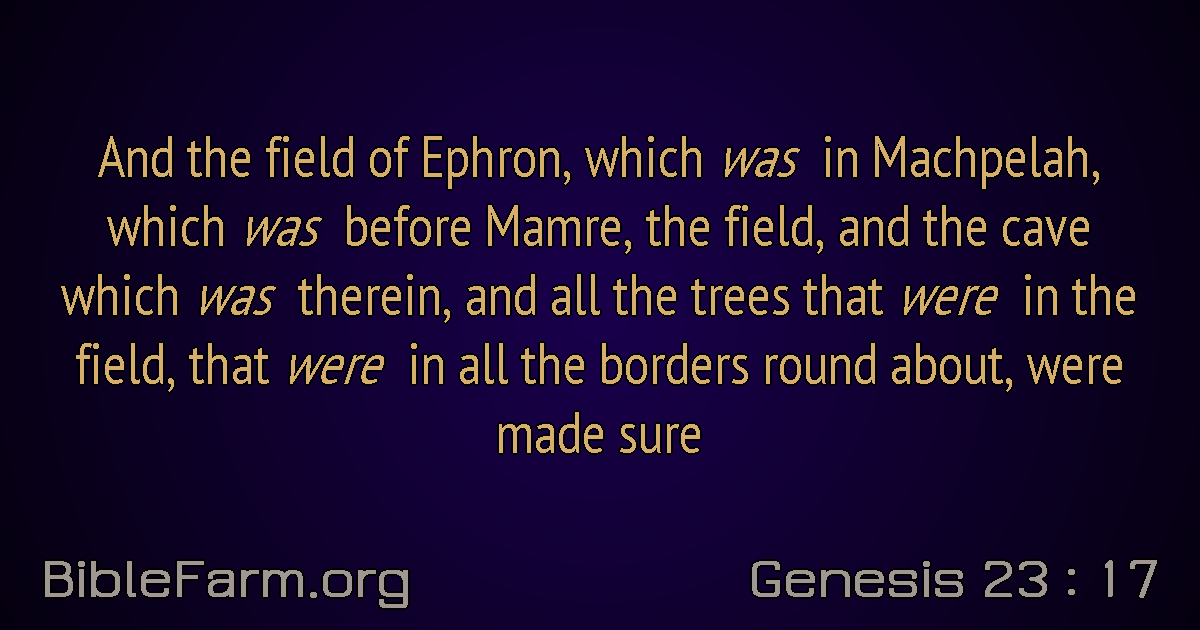 And the field of Ephron, which was in Machpelah,
which was before Mamre, the field, and the cave
which was therein, and all the trees that were in the
field, that were in all the borders round about, were
made sure
BibleFarm.org
Genesis 23 : 17